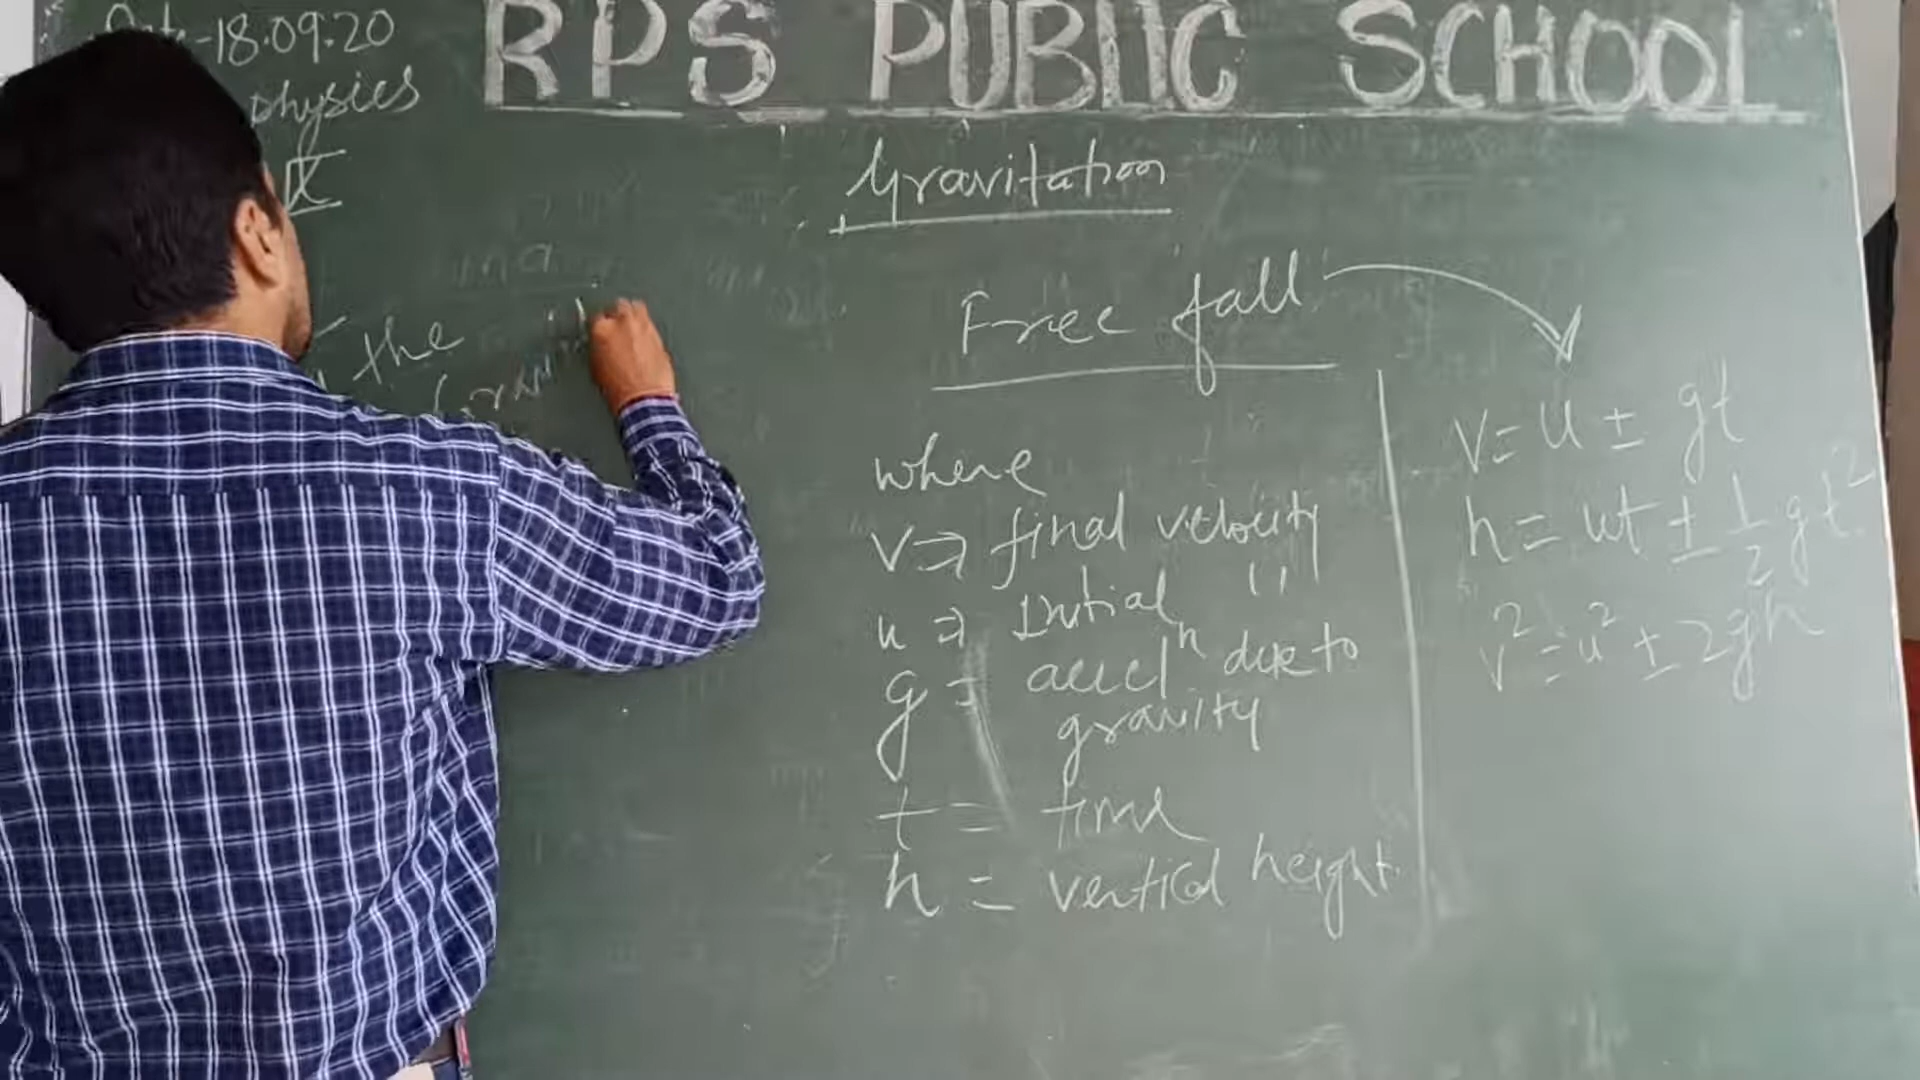 Date-18.09.20
RPS PUBLIC SCHOOL
physics
IX
Gravitation
Free fall
the
where
v ⇒ final velocity
u ⇒ Initial "
g = accelⁿ due to
gravity
t = time
h = vertical height.
v = u ± gt
h = ut ± 1/2 gt²
v² = u² ± 2gh